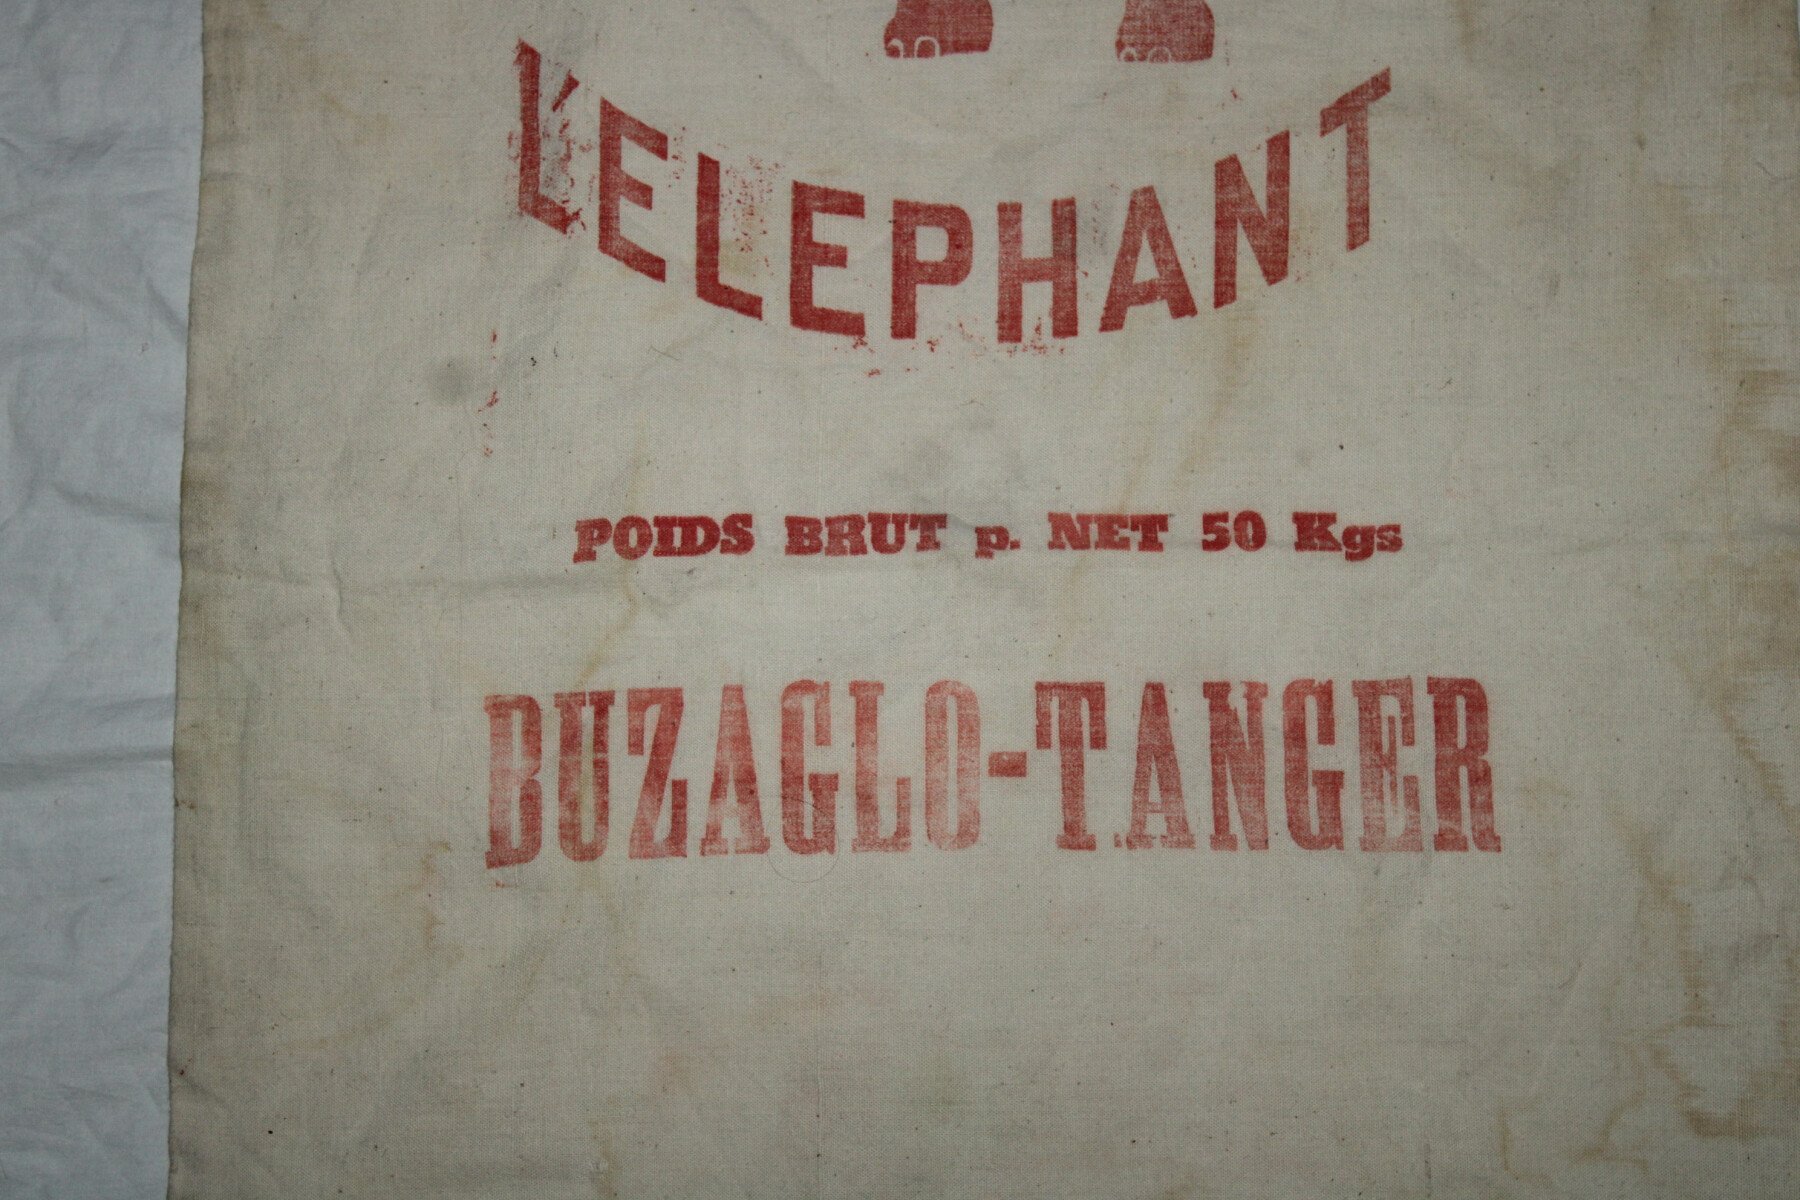 L'ELEPHANT
POIDS BRUT p. NET 50 Kgs
BUZAGLO-TANGER